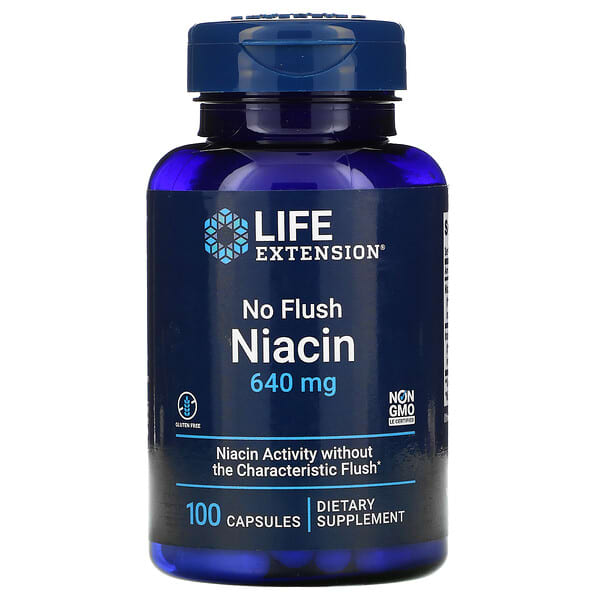 LIFE
EXTENSION®
No Flush
Niacin
640 mg
GLUTEN FREE
NON
GMO
LE CERTIFIED
Niacin Activity without
the Characteristic Flush*
100 CAPSULES
DIETARY
SUPPLEMENT